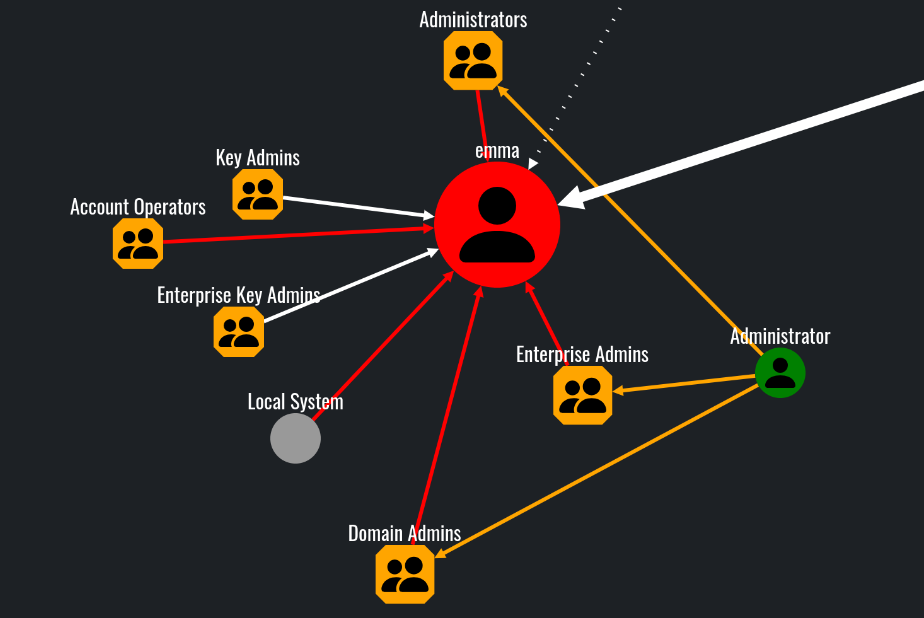 Administrators
emma
Key Admins
Account Operators
Enterprise Key Admins
Administrator
Enterprise Admins
Local System
Domain Admins